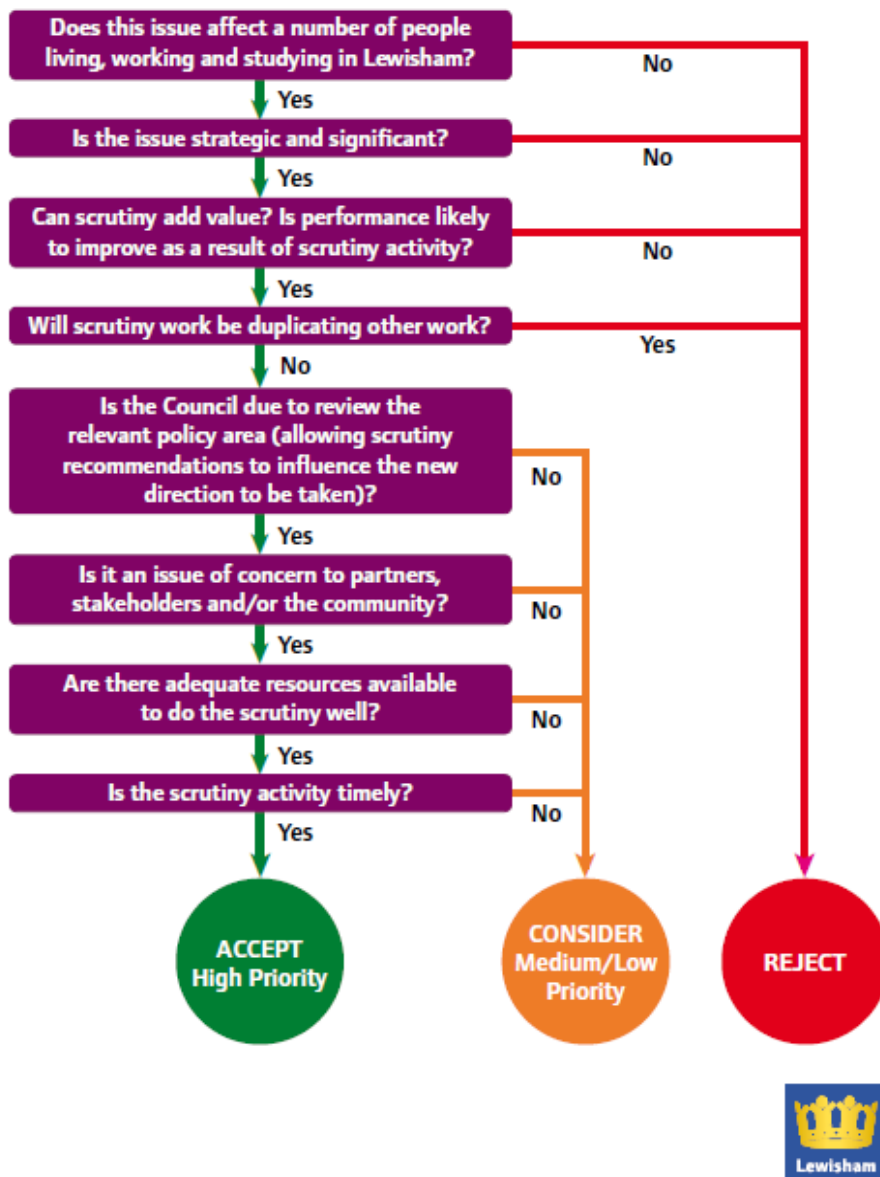 Does this issue affect a number of people
living, working and studying in Lewisham?
No
Yes
Is the issue strategic and significant?
No
Yes
Can scrutiny add value? Is performance likely
to improve as a result of scrutiny activity?
No
Yes
Will scrutiny work be duplicating other work?
Yes
No
Is the Council due to review the
relevant policy area (allowing scrutiny
recommendations to influence the new
direction to be taken)?
No
Yes
Is it an issue of concern to partners,
stakeholders and/or the community?
No
Yes
Are there adequate resources available
to do the scrutiny well?
No
Yes
Is the scrutiny activity timely?
No
Yes
ACCEPT
High Priority
CONSIDER
Medium/Low
Priority
REJECT
Lewisham